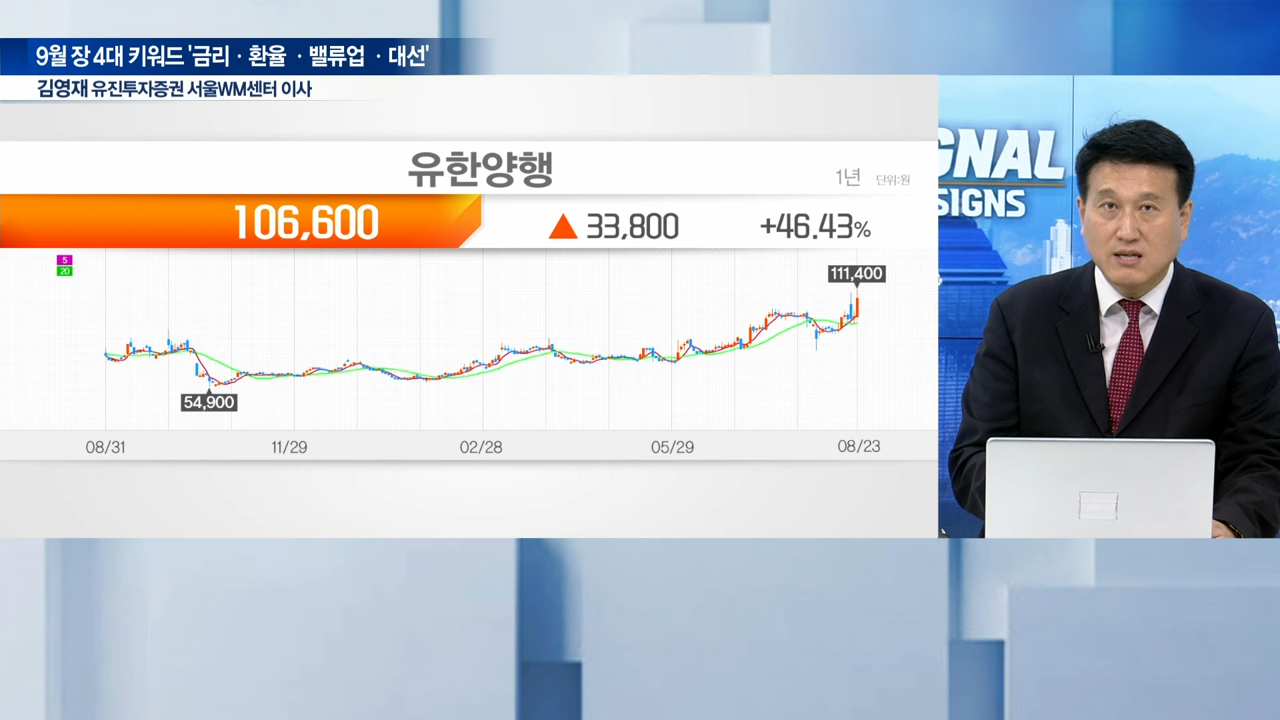 9월 장 4대 키워드 '금리 · 환율 · 밸류업 · 대선'
김영재 유진투자증권 서울WM센터 이사
유한양행
1년 단위:원
106,600 ▲ 33,800 +46.43%
5
20
111,400
54,900
08/31 11/29 02/28 05/29 08/23
GNAL
SIGNS